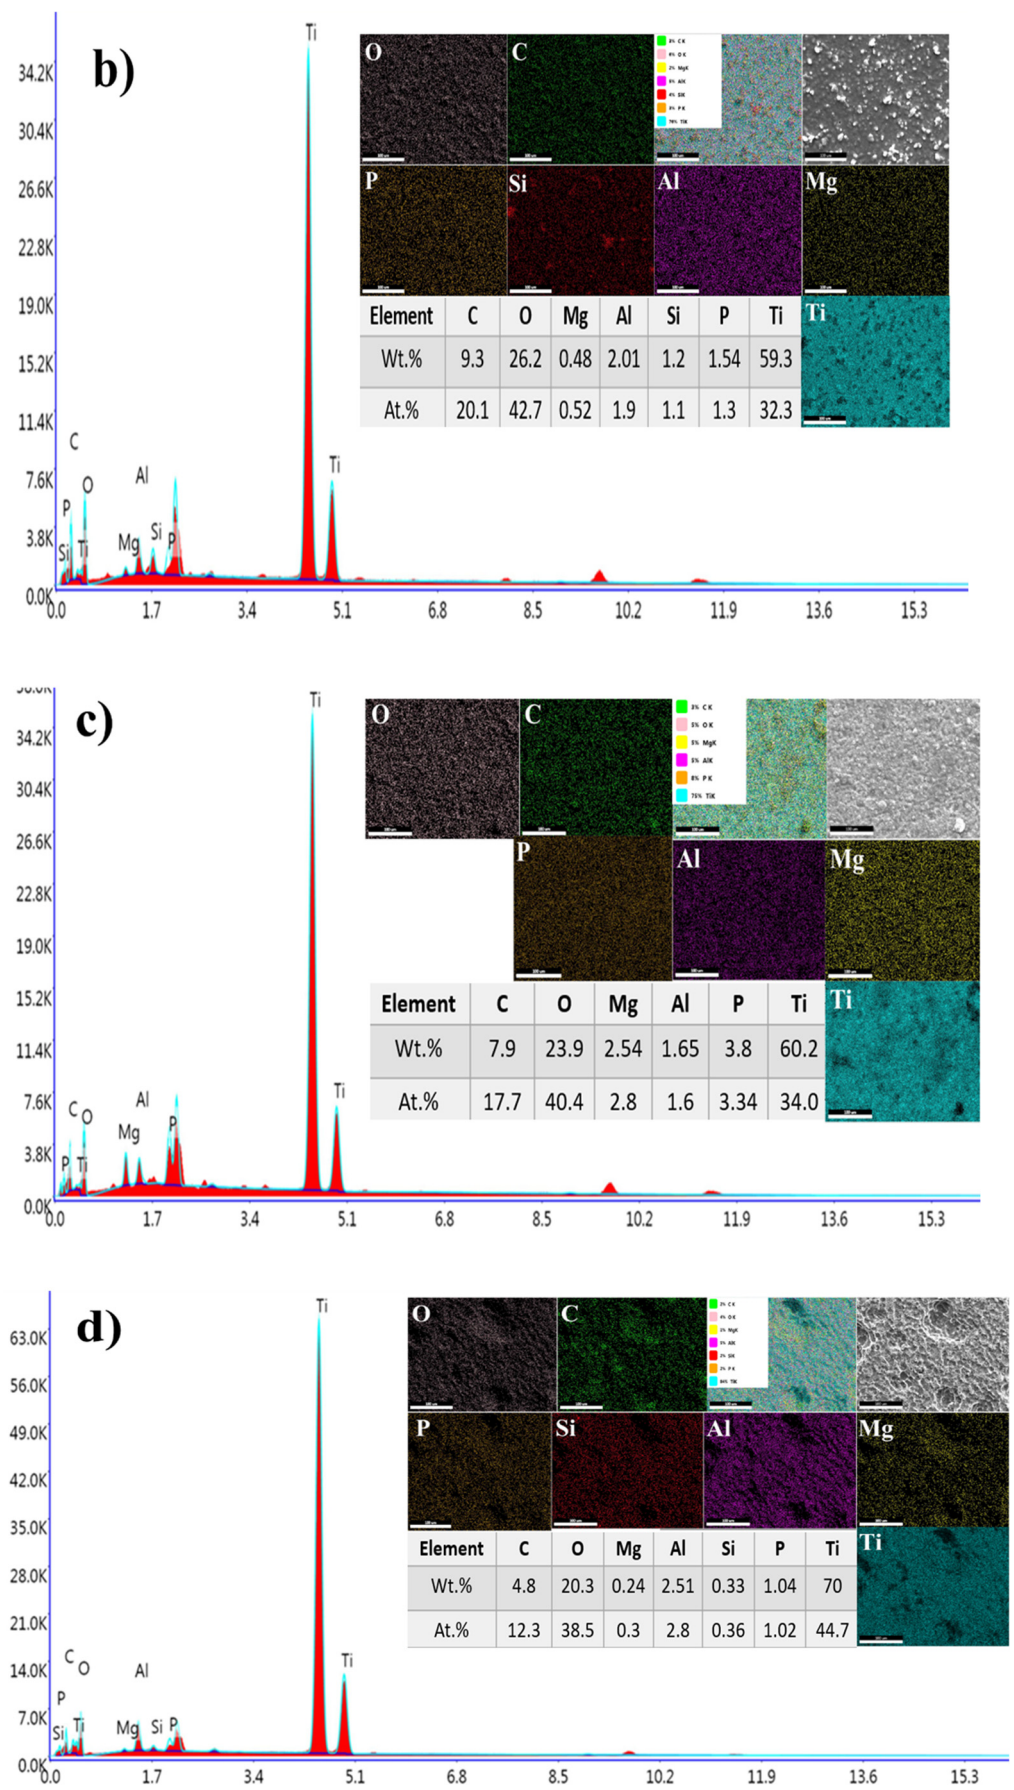 b)
Ti
34.2K
30.4K
26.6K
22.8K
19.0K
15.2K
11.4K
7.6K
3.8K
0.0K
O C
P Si Al Mg
Ti
Element C O Mg Al Si P Ti
Wt.% 9.3 26.2 0.48 2.01 1.2 1.54 59.3
At.% 20.1 42.7 0.52 1.9 1.1 1.3 32.3
C
O
Al
Ti
P
Si
Ti
Mg
Si
P
0.0 1.7 3.4 5.1 6.8 8.5 10.2 11.9 13.6 15.3
c)
Ti
34.2K
30.4K
26.6K
22.8K
19.0K
15.2K
11.4K
7.6K
3.8K
0.0K
O C
3% C K
5% O K
5% MgK
5% AlK
8% P K
75% TiK
P Al Mg
Ti
Element C O Mg Al P Ti
Wt.% 7.9 23.9 2.54 1.65 3.8 60.2
At.% 17.7 40.4 2.8 1.6 3.34 34.0
C
O
Al
Ti
Mg
P
P
Ti
0.0 1.7 3.4 5.1 6.8 8.5 10.2 11.9 13.6 15.3
d)
Ti
63.0K
56.0K
49.0K
42.0K
35.0K
28.0K
21.0K
14.0K
7.0K
0.0K
O C
P Si Al Mg
Ti
Element C O Mg Al Si P Ti
Wt.% 4.8 20.3 0.24 2.51 0.33 1.04 70
At.% 12.3 38.5 0.3 2.8 0.36 1.02 44.7
C
O
Al
Ti
P
Si
Ti
Mg
Si
P
0.0 1.7 3.4 5.1 6.8 8.5 10.2 11.9 13.6 15.3